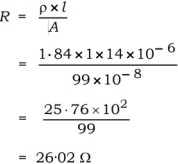 R = ρ × l / A
= 1·84 × 1 × 14 × 10⁻⁶ / 99 × 10⁻⁸
= 25·76 × 10² / 99
= 26·02 Ω